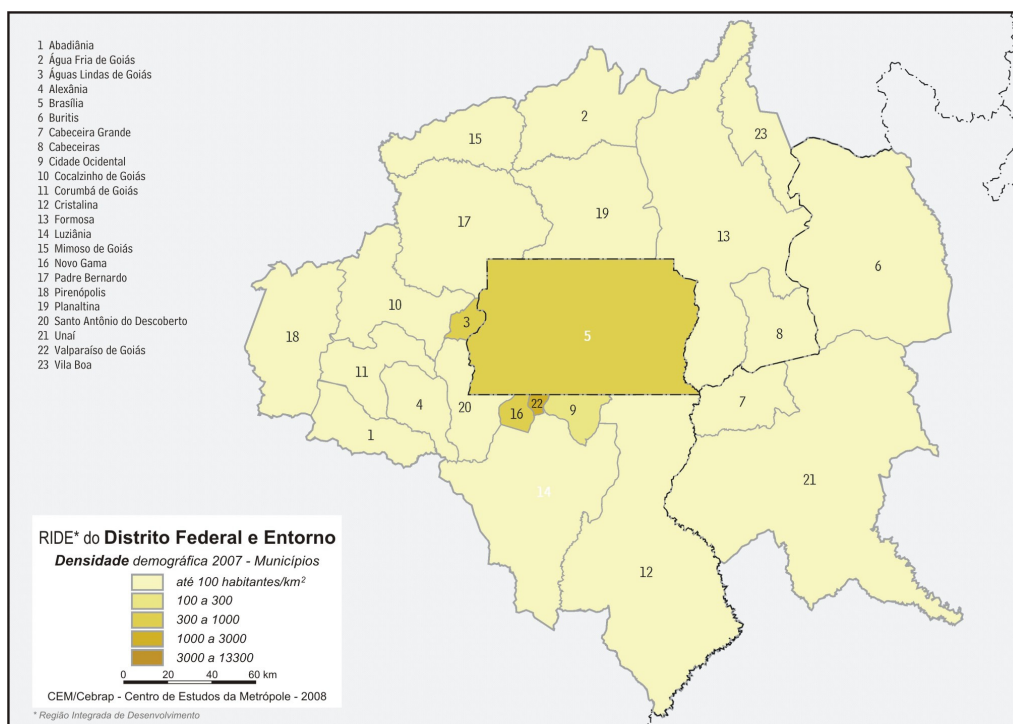 1 Abadiânia
2 Água Fria de Goiás
3 Águas Lindas de Goiás
4 Alexânia
5 Brasília
6 Buritis
7 Cabeceira Grande
8 Cabeceiras
9 Cidade Ocidental
10 Cocalzinho de Goiás
11 Corumbá de Goiás
12 Cristalina
13 Formosa
14 Luziânia
15 Mimoso de Goiás
16 Novo Gama
17 Padre Bernardo
18 Pirenópolis
19 Planaltina
20 Santo Antônio do Descoberto
21 Unaí
22 Valparaíso de Goiás
23 Vila Boa
2
23
15
17
19
13
6
10
3
18
5
8
11
4
20
16
22
9
7
1
14
21
12
RIDE* do Distrito Federal e Entorno
Densidade demográfica 2007 - Municípios
até 100 habitantes/km²
100 a 300
300 a 1000
1000 a 3000
3000 a 13300
0 20 40 60 km
CEM/Cebrap - Centro de Estudos da Metrópole - 2008
* Região Integrada de Desenvolvimento